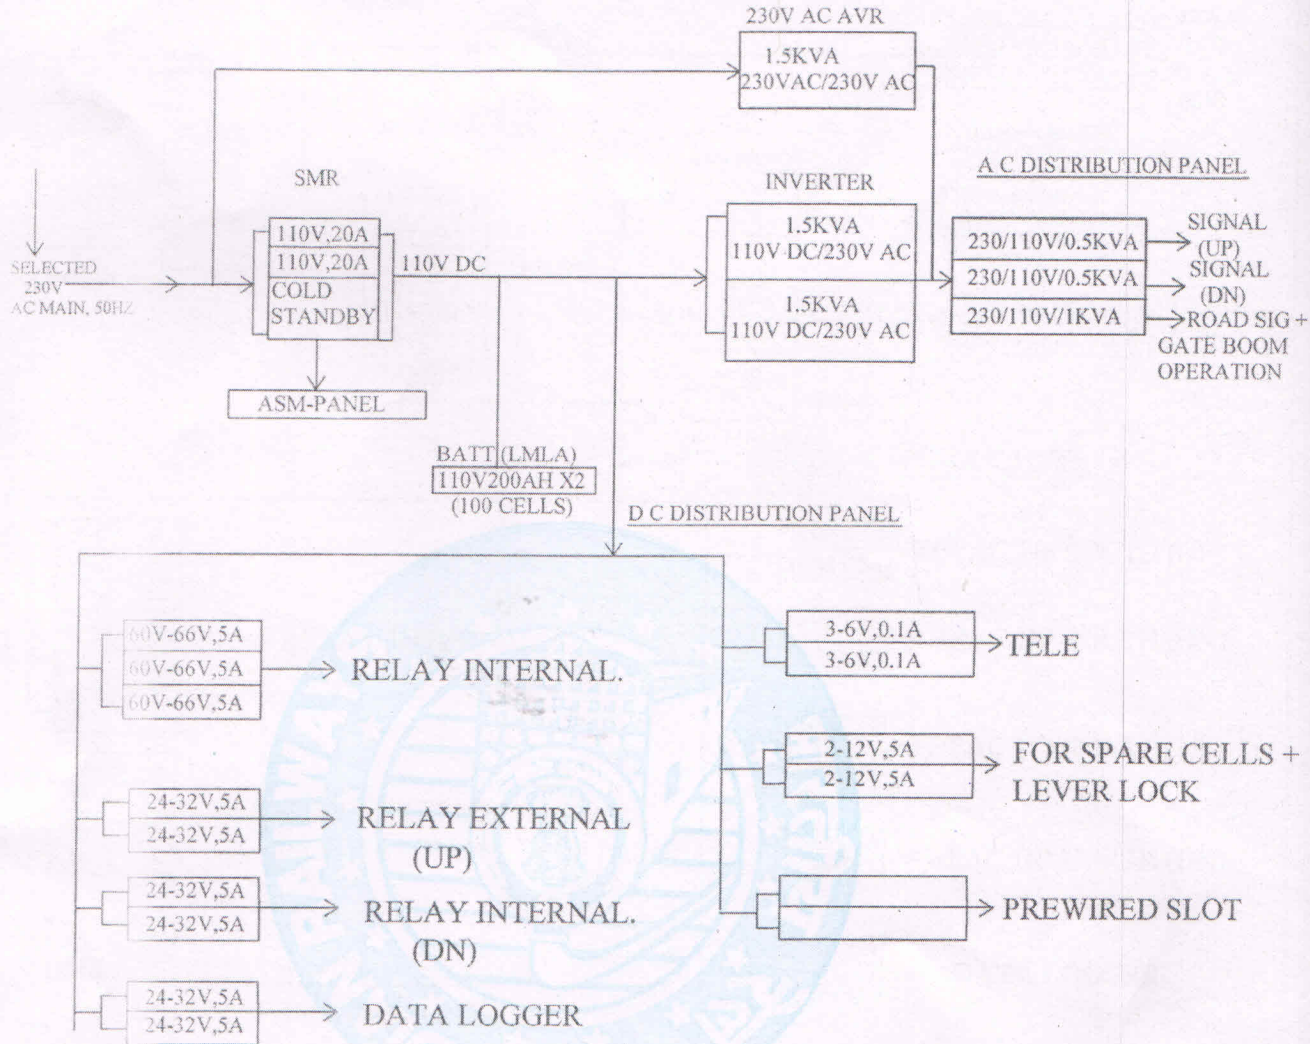 230V AC AVR
1.5KVA
230VAC/230V AC
SMR
110V,20A
110V,20A
COLD
STANDBY
SELECTED
230V
AC MAIN, 50HZ
110V DC
ASM-PANEL
INVERTER
1.5KVA
110V DC/230V AC
1.5KVA
110V DC/230V AC
A C DISTRIBUTION PANEL
230/110V/0.5KVA
230/110V/0.5KVA
230/110V/1KVA
SIGNAL
(UP)
SIGNAL
(DN)
ROAD SIG +
GATE BOOM
OPERATION
BATT (LMLA)
110V200AH X2
(100 CELLS)
D C DISTRIBUTION PANEL
60V-66V,5A
60V-66V,5A
60V-66V,5A
RELAY INTERNAL.
24-32V,5A
24-32V,5A
RELAY EXTERNAL
(UP)
24-32V,5A
24-32V,5A
RELAY INTERNAL.
(DN)
24-32V,5A
24-32V,5A
DATA LOGGER
3-6V,0.1A
3-6V,0.1A
TELE
2-12V,5A
2-12V,5A
FOR SPARE CELLS +
LEVER LOCK
PREWIRED SLOT